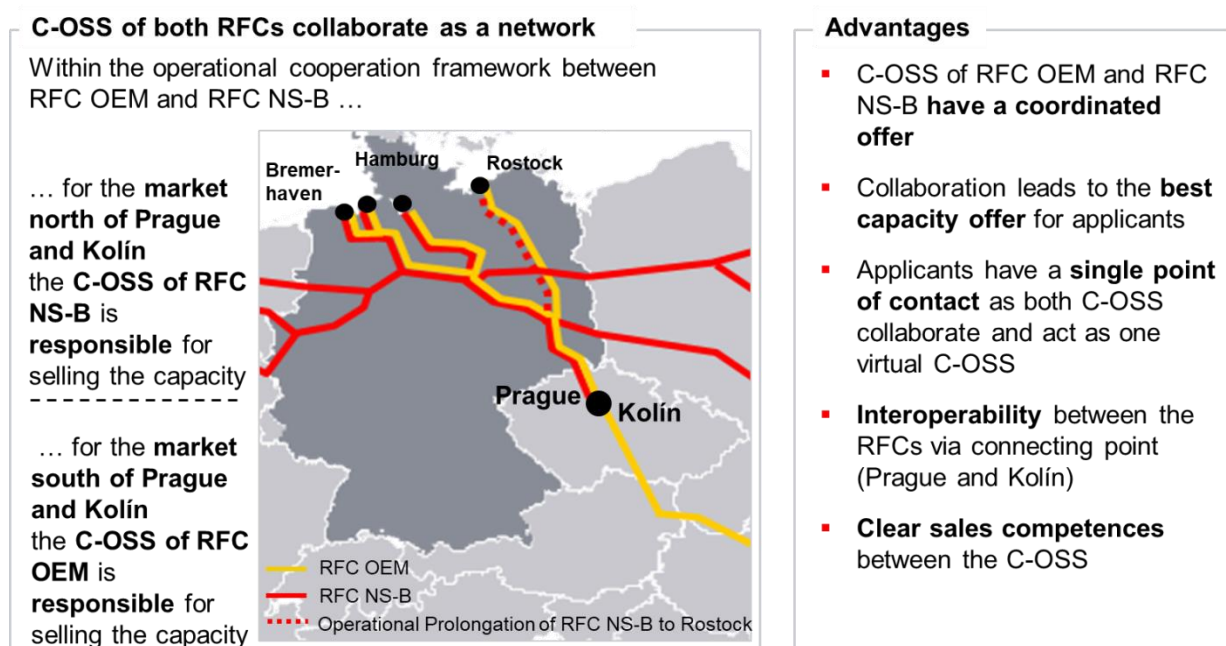 C-OSS of both RFCs collaborate as a network
Within the operational cooperation framework between
RFC OEM and RFC NS-B …
… for the market
north of Prague
and Kolín
the C-OSS of RFC
NS-B is
responsible for
selling the capacity
… for the market
south of Prague
and Kolín
the C-OSS of RFC
OEM is
responsible for
selling the capacity
Bremer-
haven
Hamburg
Rostock
Prague
Kolín
RFC OEM
RFC NS-B
Operational Prolongation of RFC NS-B to Rostock
Advantages
▪ C-OSS of RFC OEM and RFC
NS-B have a coordinated
offer
▪ Collaboration leads to the best
capacity offer for applicants
▪ Applicants have a single point
of contact as both C-OSS
collaborate and act as one
virtual C-OSS
▪ Interoperability between the
RFCs via connecting point
(Prague and Kolín)
▪ Clear sales competences
between the C-OSS